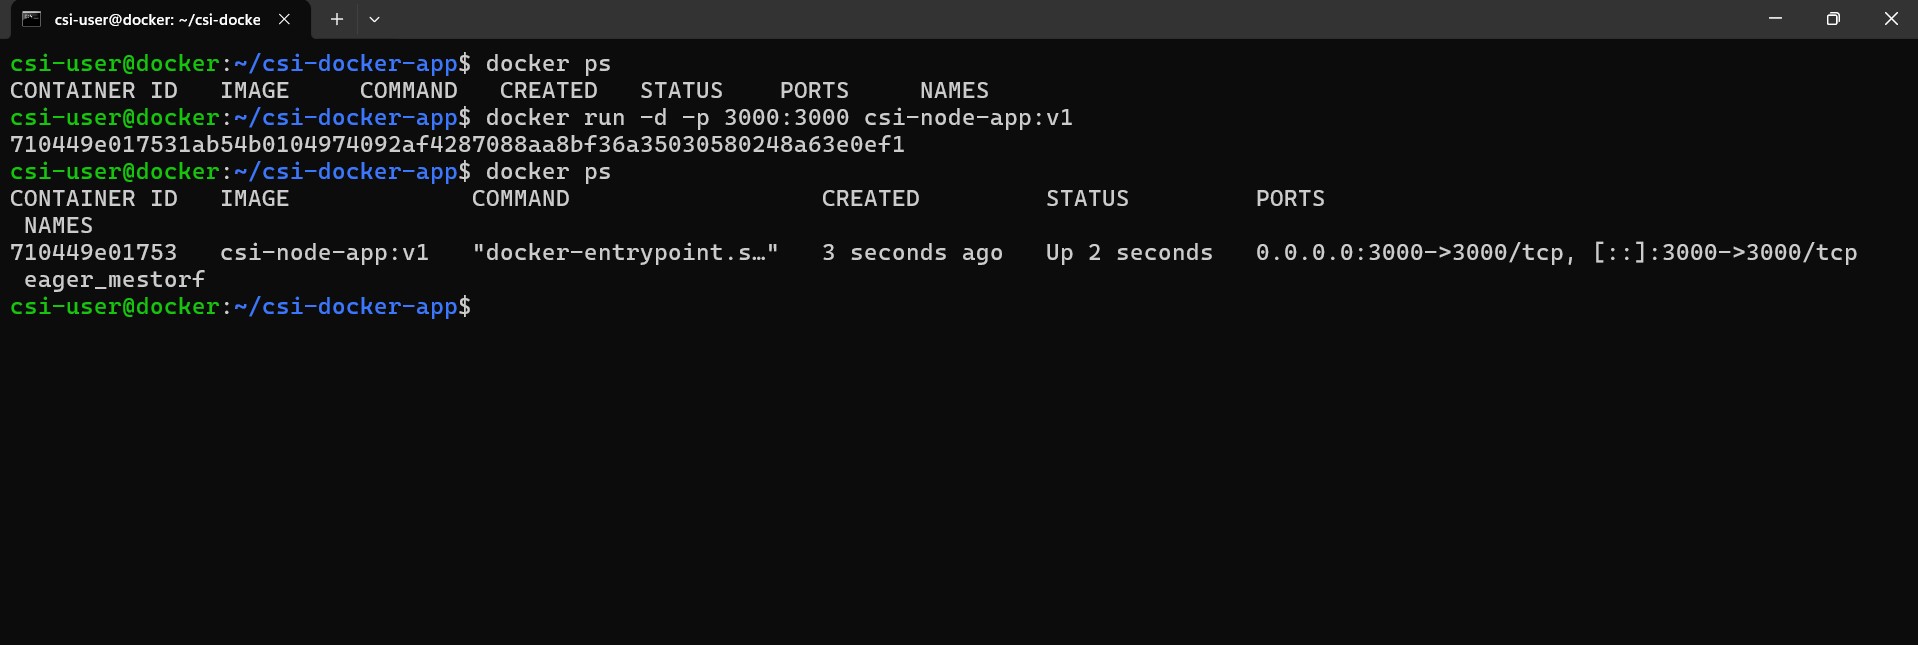 csi-user@docker: ~/csi-docke
csi-user@docker:~/csi-docker-app$ docker ps
CONTAINER ID   IMAGE     COMMAND   CREATED   STATUS    PORTS     NAMES
csi-user@docker:~/csi-docker-app$ docker run -d -p 3000:3000 csi-node-app:v1
710449e017531ab54b0104974092af4287088aa8bf36a35030580248a63e0ef1
csi-user@docker:~/csi-docker-app$ docker ps
CONTAINER ID   IMAGE             COMMAND                  CREATED         STATUS         PORTS
 NAMES
710449e01753   csi-node-app:v1   "docker-entrypoint.s…"   3 seconds ago   Up 2 seconds   0.0.0.0:3000->3000/tcp, [::]:3000->3000/tcp
 eager_mestorf
csi-user@docker:~/csi-docker-app$